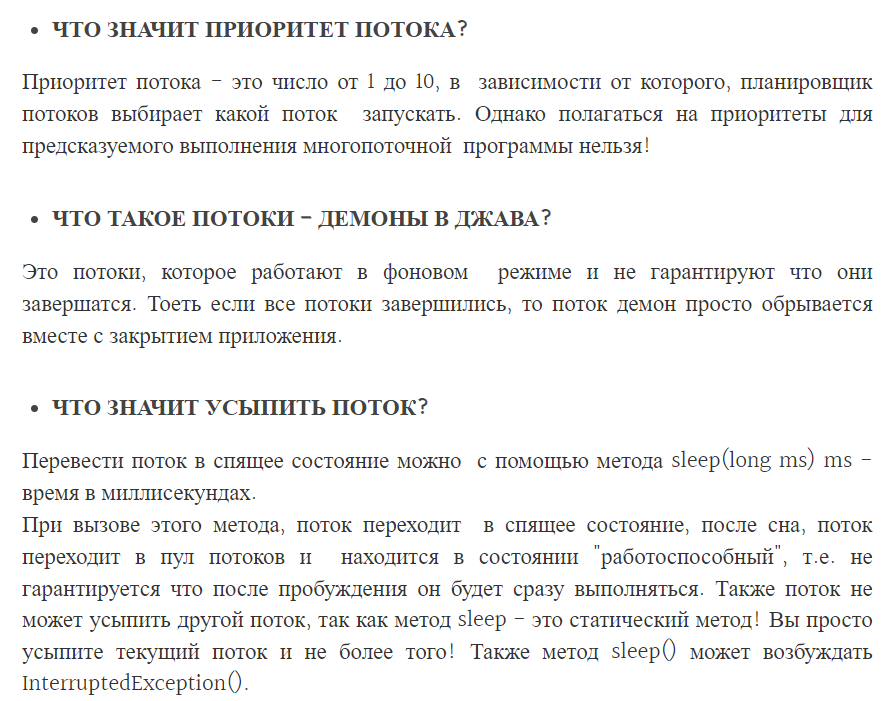 • ЧТО ЗНАЧИТ ПРИОРИТЕТ ПОТОКА?
Приоритет потока - это число от 1 до 10, в зависимости от которого, планировщик
потоков выбирает какой поток запускать. Однако полагаться на приоритеты для
предсказуемого выполнения многопоточной программы нельзя!
• ЧТО ТАКОЕ ПОТОКИ - ДЕМОНЫ В ДЖАВА?
Это потоки, которое работают в фоновом режиме и не гарантируют что они
завершатся. Тоеть если все потоки завершились, то поток демон просто обрывается
вместе с закрытием приложения.
• ЧТО ЗНАЧИТ УСЫПИТЬ ПОТОК?
Перевести поток в спящее состояние можно с помощью метода sleep(long ms) ms -
время в миллисекундах.
При вызове этого метода, поток переходит в спящее состояние, после сна, поток
переходит в пул потоков и находится в состоянии "работоспособный", т.е. не
гарантируется что после пробуждения он будет сразу выполняться. Также поток не
может усыпить другой поток, так как метод sleep - это статический метод! Вы просто
усыпите текущий поток и не более того! Также метод sleep() может возбуждать
InterruptedException().